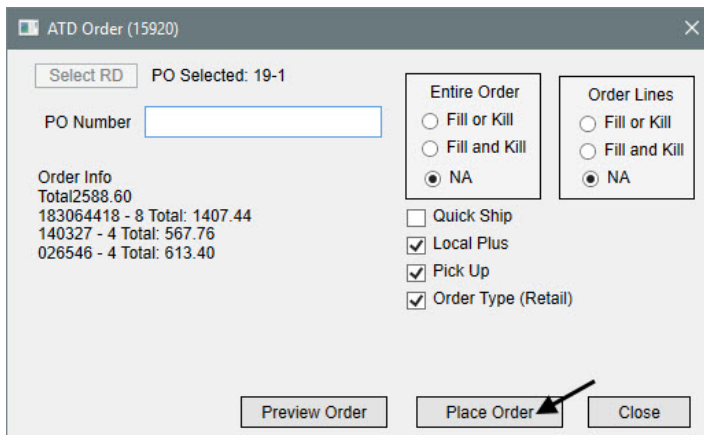 ATD Order (15920)
Select RD
PO Selected: 19-1
PO Number
Order Info
Total2588.60
183064418 - 8 Total: 1407.44
140327 - 4 Total: 567.76
026546 - 4 Total: 613.40
Entire Order
Fill or Kill
Fill and Kill
NA
Order Lines
Fill or Kill
Fill and Kill
NA
Quick Ship
Local Plus
Pick Up
Order Type (Retail)
Preview Order
Place Order
Close